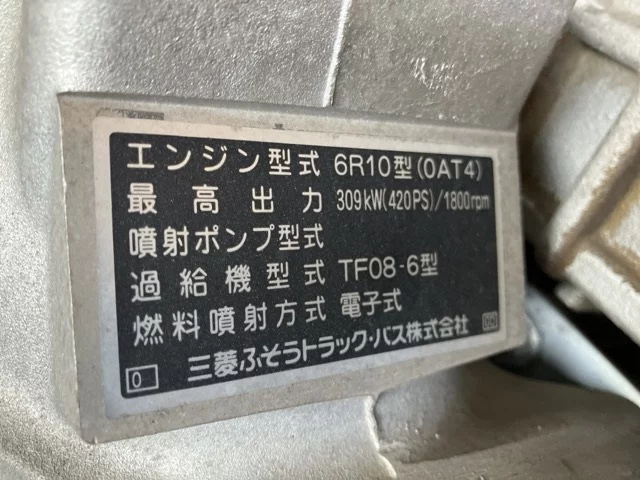 エンジン型式 6R10型(0AT4)
最高出力 309kW(420PS)/1800rpm
噴射ポンプ型式
過給機型式 TF08-6型
燃料噴射方式 電子式
0 三菱ふそうトラック・バス株式会社